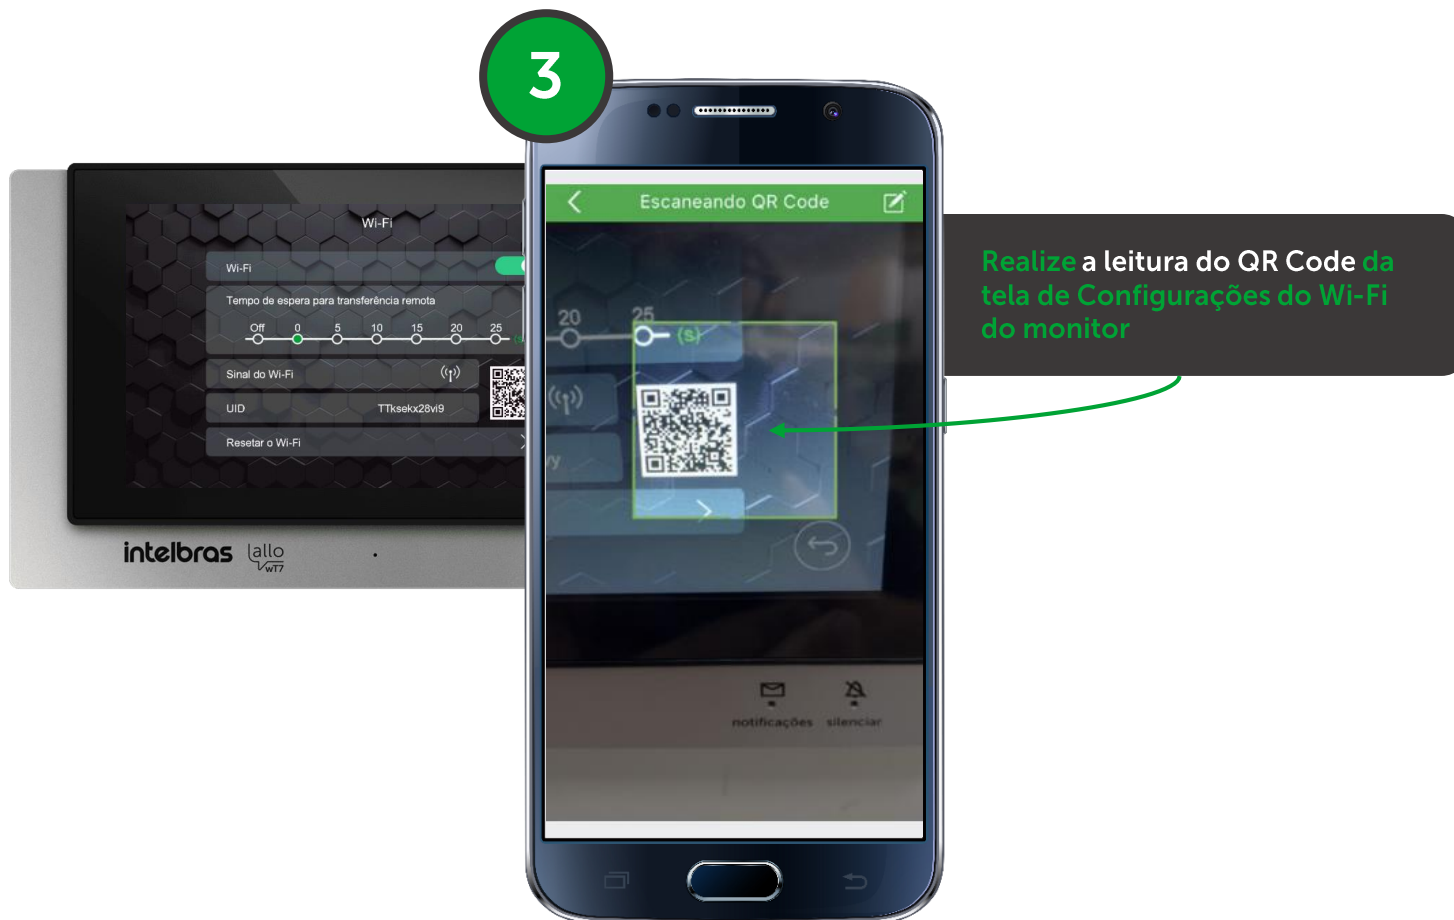 3
Wi-Fi
Wi-Fi
Tempo de espera para transferência remota
Off 0 5 10 15 20 25
Sinal do Wi-Fi
UID TTksekx28vi9
Resetar o Wi-Fi
intelbras allo
wT7
Escaneando QR Code
20 25
(s)
notificações silenciar
Realize a leitura do QR Code da
tela de Configurações do Wi-Fi
do monitor